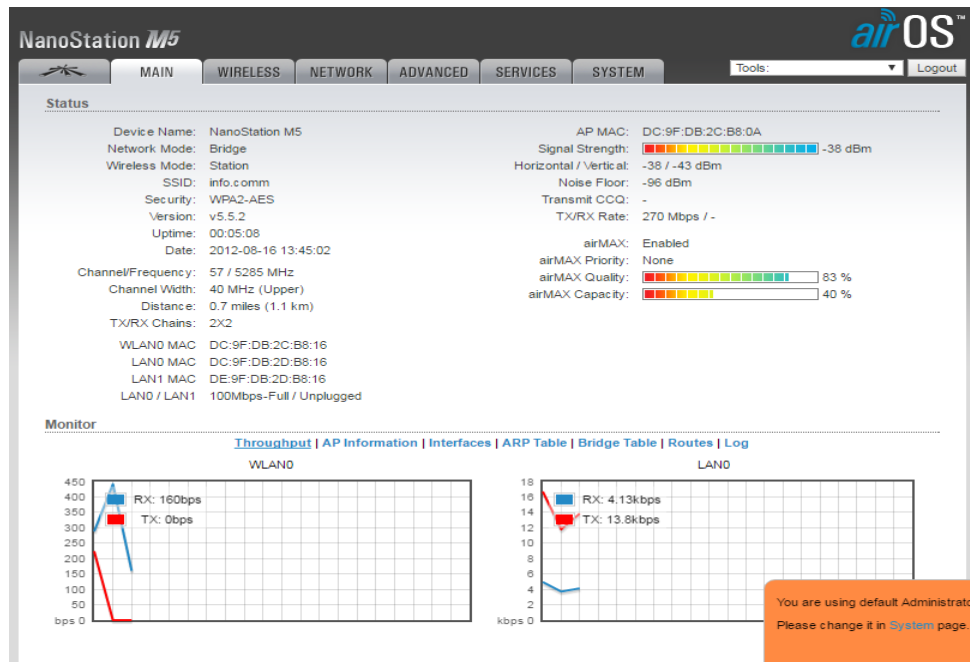 NanoStation M5
airOS™
MAIN WIRELESS NETWORK ADVANCED SERVICES SYSTEM
Tools: Logout
Status
Device Name: NanoStation M5
Network Mode: Bridge
Wireless Mode: Station
SSID: info.comm
Security: WPA2-AES
Version: v5.5.2
Uptime: 00:05:08
Date: 2012-08-16 13:45:02
Channel/Frequency: 57 / 5285 MHz
Channel Width: 40 MHz (Upper)
Distance: 0.7 miles (1.1 km)
TX/RX Chains: 2X2
WLAN0 MAC DC:9F:DB:2C:B8:16
LAN0 MAC DC:9F:DB:2D:B8:16
LAN1 MAC DE:9F:DB:2D:B8:16
LAN0 / LAN1 100Mbps-Full / Unplugged
AP MAC: DC:9F:DB:2C:B8:0A
Signal Strength: -38 dBm
Horizontal / Vertical: -38 / -43 dBm
Noise Floor: -96 dBm
Transmit CCQ: -
TX/RX Rate: 270 Mbps / -
airMAX: Enabled
airMAX Priority: None
airMAX Quality: 83 %
airMAX Capacity: 40 %
Monitor
Throughput | AP Information | Interfaces | ARP Table | Bridge Table | Routes | Log
WLAN0
450
400
350
300
250
200
150
100
50
bps 0
RX: 160bps
TX: 0bps
LAN0
18
16
14
12
10
8
6
4
2
kbps 0
RX: 4.13kbps
TX: 13.8kbps
You are using default Administrato
Please change it in System page.